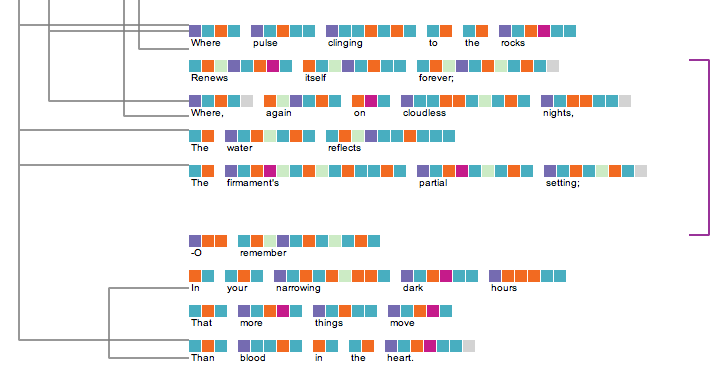 Where pulse clinging to the rocks
Renews itself forever;
Where, again on cloudless nights,
The water reflects
The firmament's partial setting;
-O remember
In your narrowing dark hours
That more things move
Than blood in the heart.